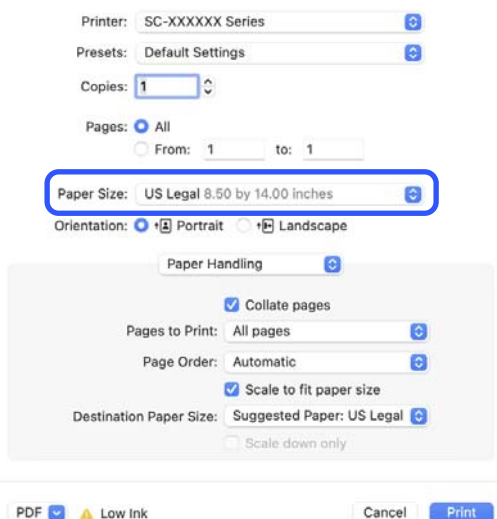 Printer: SC-XXXXXX Series
Presets: Default Settings
Copies: 1
Pages: All
From: 1 to: 1
Paper Size: US Legal 8.50 by 14.00 inches
Orientation: Portrait Landscape
Paper Handling
Collate pages
Pages to Print: All pages
Page Order: Automatic
Scale to fit paper size
Destination Paper Size: Suggested Paper: US Legal
Scale down only
PDF Low Ink Cancel Print